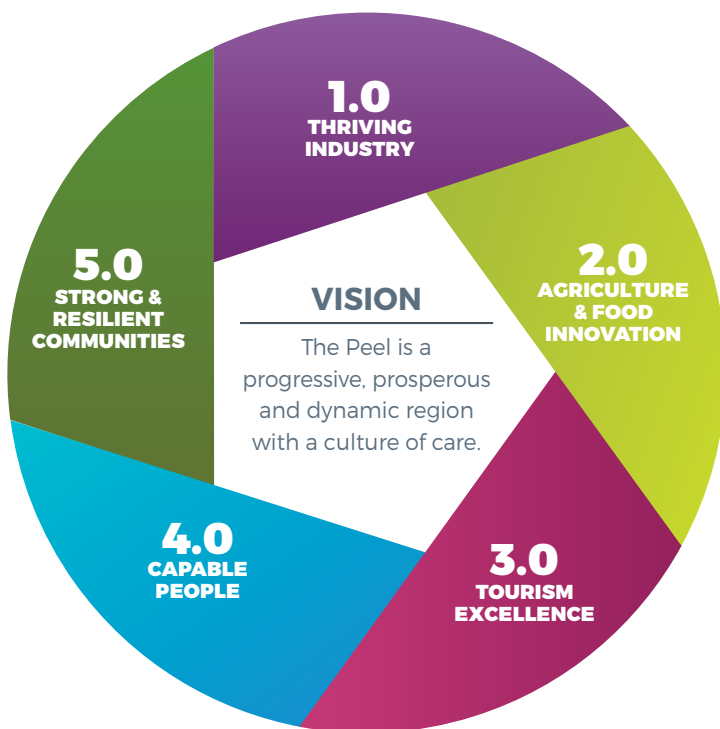 1.0
THRIVING
INDUSTRY
2.0
AGRICULTURE
& FOOD
INNOVATION
3.0
TOURISM
EXCELLENCE
4.0
CAPABLE
PEOPLE
5.0
STRONG &
RESILIENT
COMMUNITIES
VISION
The Peel is a
progressive, prosperous
and dynamic region
with a culture of care.